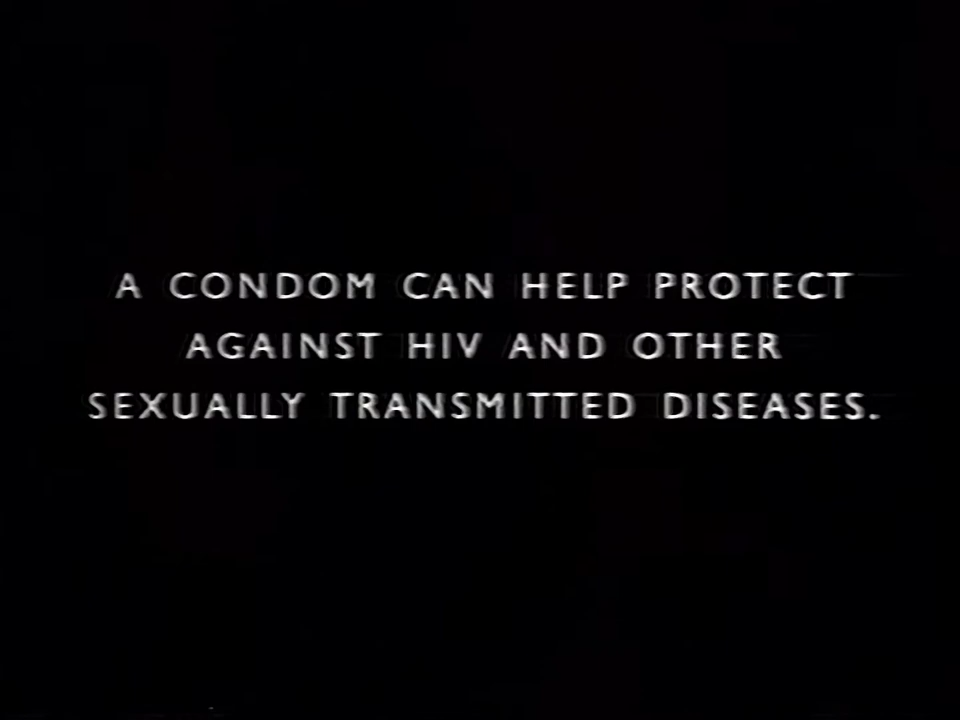 A CONDOM CAN HELP PROTECT
AGAINST HIV AND OTHER
SEXUALLY TRANSMITTED DISEASES.